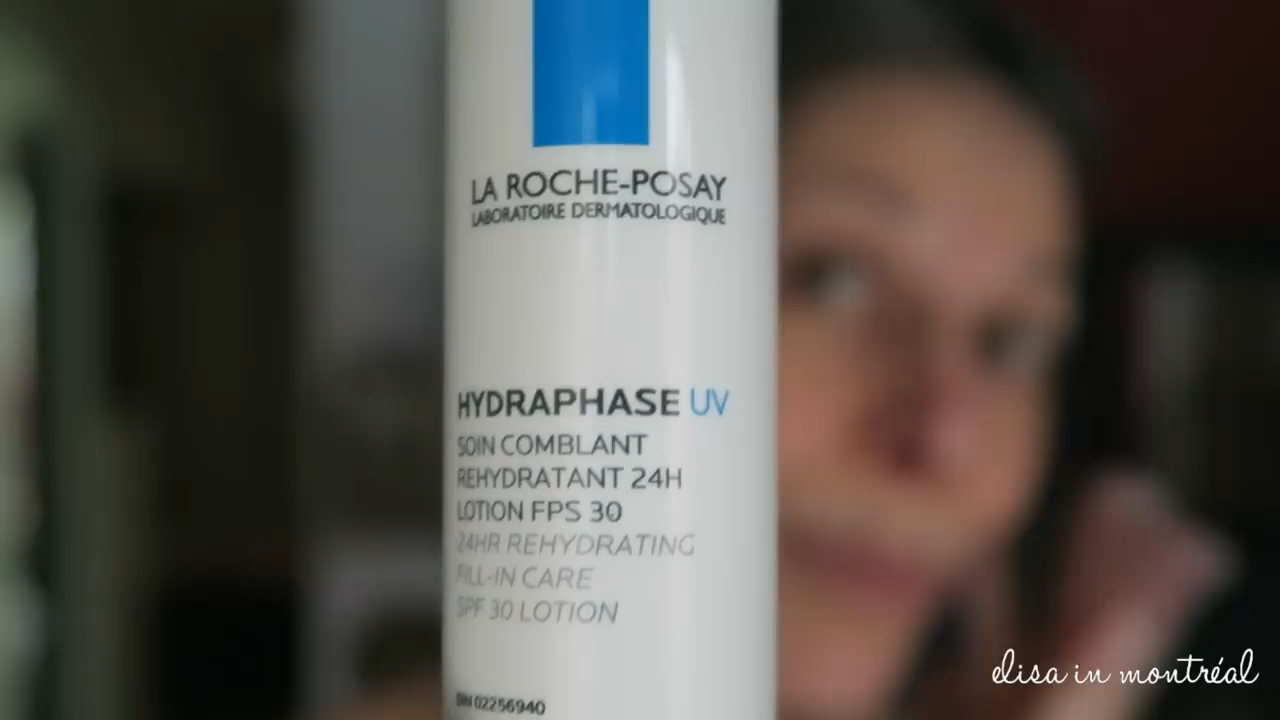 LA ROCHE-POSAY
LABORATOIRE DERMATOLOGIQUE
HYDRAPHASE UV
SOIN COMBLANT
REHYDRATANT 24H
LOTION FPS 30
24HR REHYDRATING
FILL-IN CARE
SPF 30 LOTION
DIN 02256940
elisa in montréal